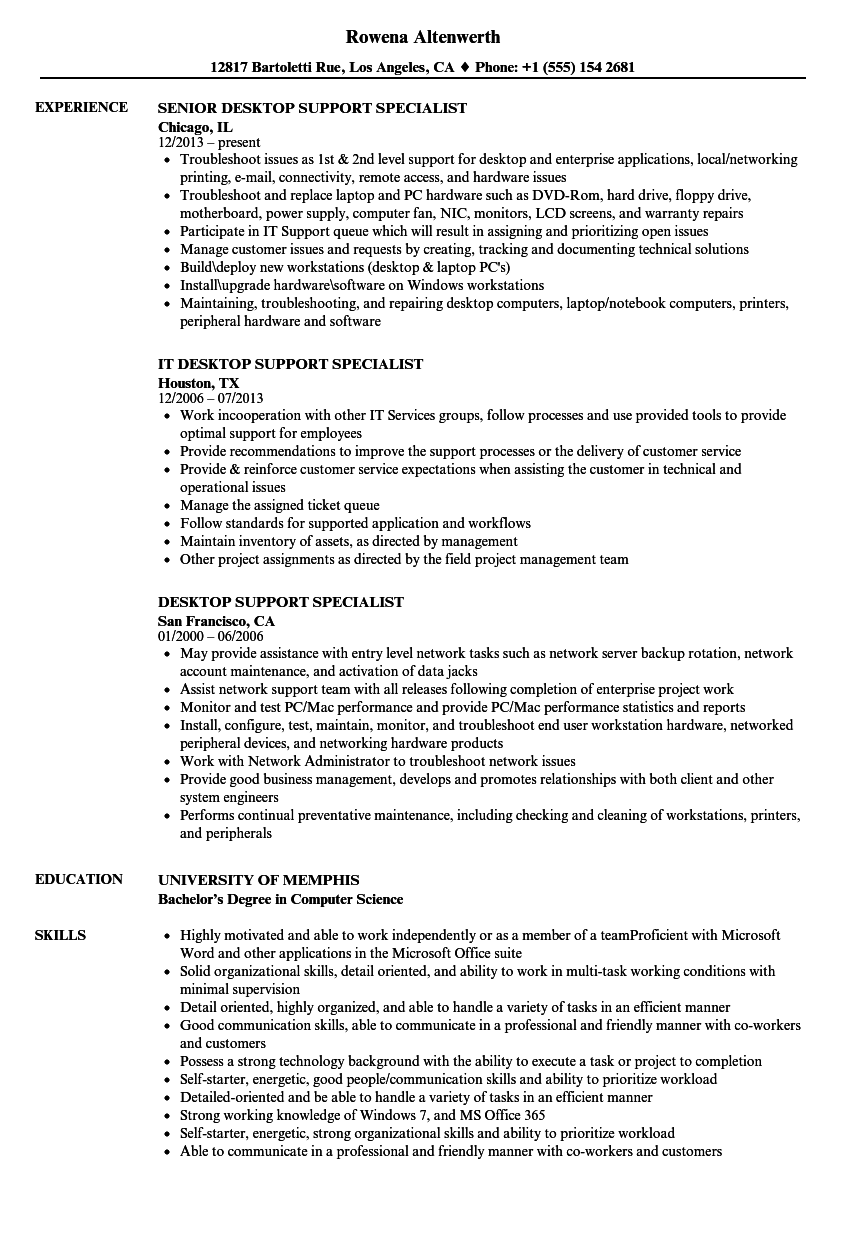 Rowena Altenwerth
12817 Bartoletti Rue, Los Angeles, CA ♦ Phone: +1 (555) 154 2681
EXPERIENCE
SENIOR DESKTOP SUPPORT SPECIALIST
Chicago, IL
12/2013 – present
• Troubleshoot issues as 1st & 2nd level support for desktop and enterprise applications, local/networking
printing, e-mail, connectivity, remote access, and hardware issues
• Troubleshoot and replace laptop and PC hardware such as DVD-Rom, hard drive, floppy drive,
motherboard, power supply, computer fan, NIC, monitors, LCD screens, and warranty repairs
• Participate in IT Support queue which will result in assigning and prioritizing open issues
• Manage customer issues and requests by creating, tracking and documenting technical solutions
• Build\deploy new workstations (desktop & laptop PC's)
• Install\upgrade hardware\software on Windows workstations
• Maintaining, troubleshooting, and repairing desktop computers, laptop/notebook computers, printers,
peripheral hardware and software
IT DESKTOP SUPPORT SPECIALIST
Houston, TX
12/2006 – 07/2013
• Work incooperation with other IT Services groups, follow processes and use provided tools to provide
optimal support for employees
• Provide recommendations to improve the support processes or the delivery of customer service
• Provide & reinforce customer service expectations when assisting the customer in technical and
operational issues
• Manage the assigned ticket queue
• Follow standards for supported application and workflows
• Maintain inventory of assets, as directed by management
• Other project assignments as directed by the field project management team
DESKTOP SUPPORT SPECIALIST
San Francisco, CA
01/2000 – 06/2006
• May provide assistance with entry level network tasks such as network server backup rotation, network
account maintenance, and activation of data jacks
• Assist network support team with all releases following completion of enterprise project work
• Monitor and test PC/Mac performance and provide PC/Mac performance statistics and reports
• Install, configure, test, maintain, monitor, and troubleshoot end user workstation hardware, networked
peripheral devices, and networking hardware products
• Work with Network Administrator to troubleshoot network issues
• Provide good business management, develops and promotes relationships with both client and other
system engineers
• Performs continual preventative maintenance, including checking and cleaning of workstations, printers,
and peripherals
EDUCATION
UNIVERSITY OF MEMPHIS
Bachelor's Degree in Computer Science
SKILLS
• Highly motivated and able to work independently or as a member of a teamProficient with Microsoft
Word and other applications in the Microsoft Office suite
• Solid organizational skills, detail oriented, and ability to work in multi-task working conditions with
minimal supervision
• Detail oriented, highly organized, and able to handle a variety of tasks in an efficient manner
• Good communication skills, able to communicate in a professional and friendly manner with co-workers
and customers
• Possess a strong technology background with the ability to execute a task or project to completion
• Self-starter, energetic, good people/communication skills and ability to prioritize workload
• Detailed-oriented and be able to handle a variety of tasks in an efficient manner
• Strong working knowledge of Windows 7, and MS Office 365
• Self-starter, energetic, strong organizational skills and ability to prioritize workload
• Able to communicate in a professional and friendly manner with co-workers and customers